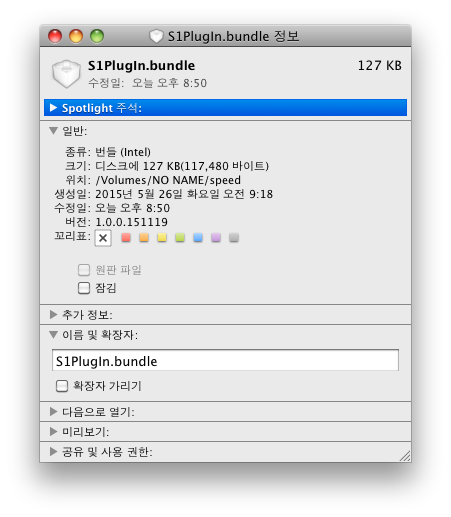 S1PlugIn.bundle 정보
S1PlugIn.bundle 127 KB
수정일: 오늘 오후 8:50
Spotlight 주석:
일반:
종류: 번들 (Intel)
크기: 디스크에 127 KB(117,480 바이트)
위치: /Volumes/NO NAME/speed
생성일: 2015년 5월 26일 화요일 오전 9:18
수정일: 오늘 오후 8:50
버전: 1.0.0.151119
꼬리표:
원판 파일
잠김
추가 정보:
이름 및 확장자:
S1PlugIn.bundle
확장자 가리기
다음으로 열기:
미리보기:
공유 및 사용 권한: